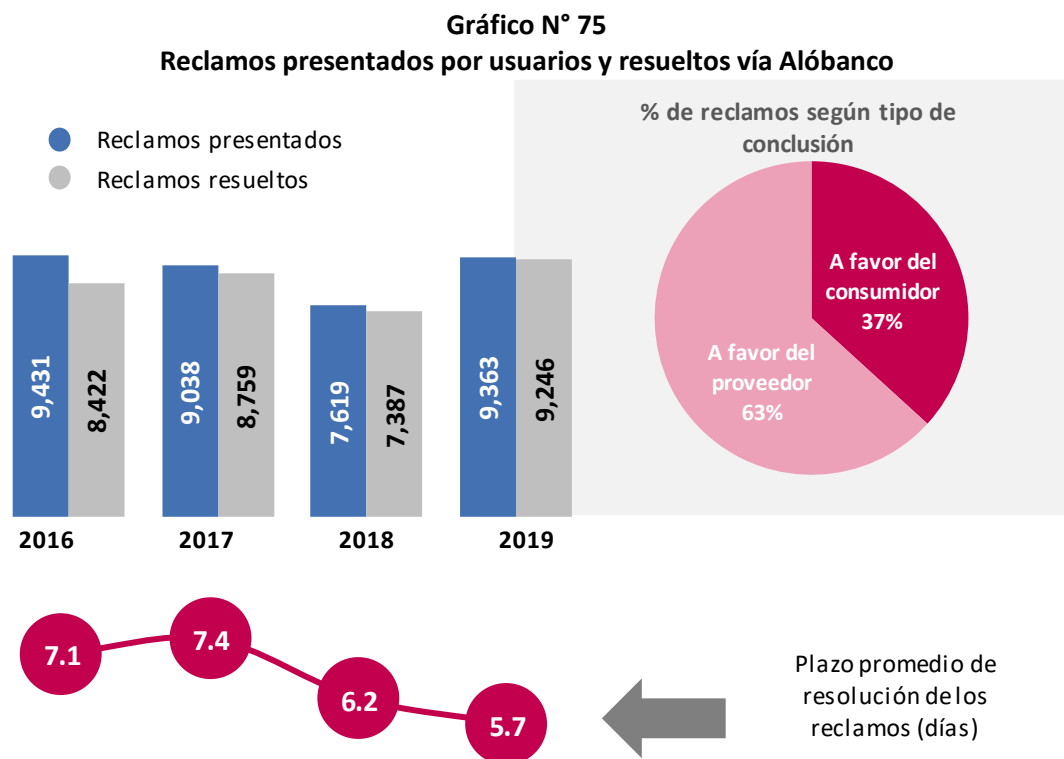 Gráfico N° 75
Reclamos presentados por usuarios y resueltos vía Alóbanco
Reclamos presentados
Reclamos resueltos
9,431
8,422
9,038
8,759
7,619
7,387
9,363
9,246
2016
2017
2018
2019
% de reclamos según tipo de
conclusión
A favor del
consumidor
37%
A favor del
proveedor
63%
7.1
7.4
6.2
5.7
Plazo promedio de
resolución de los
reclamos (días)